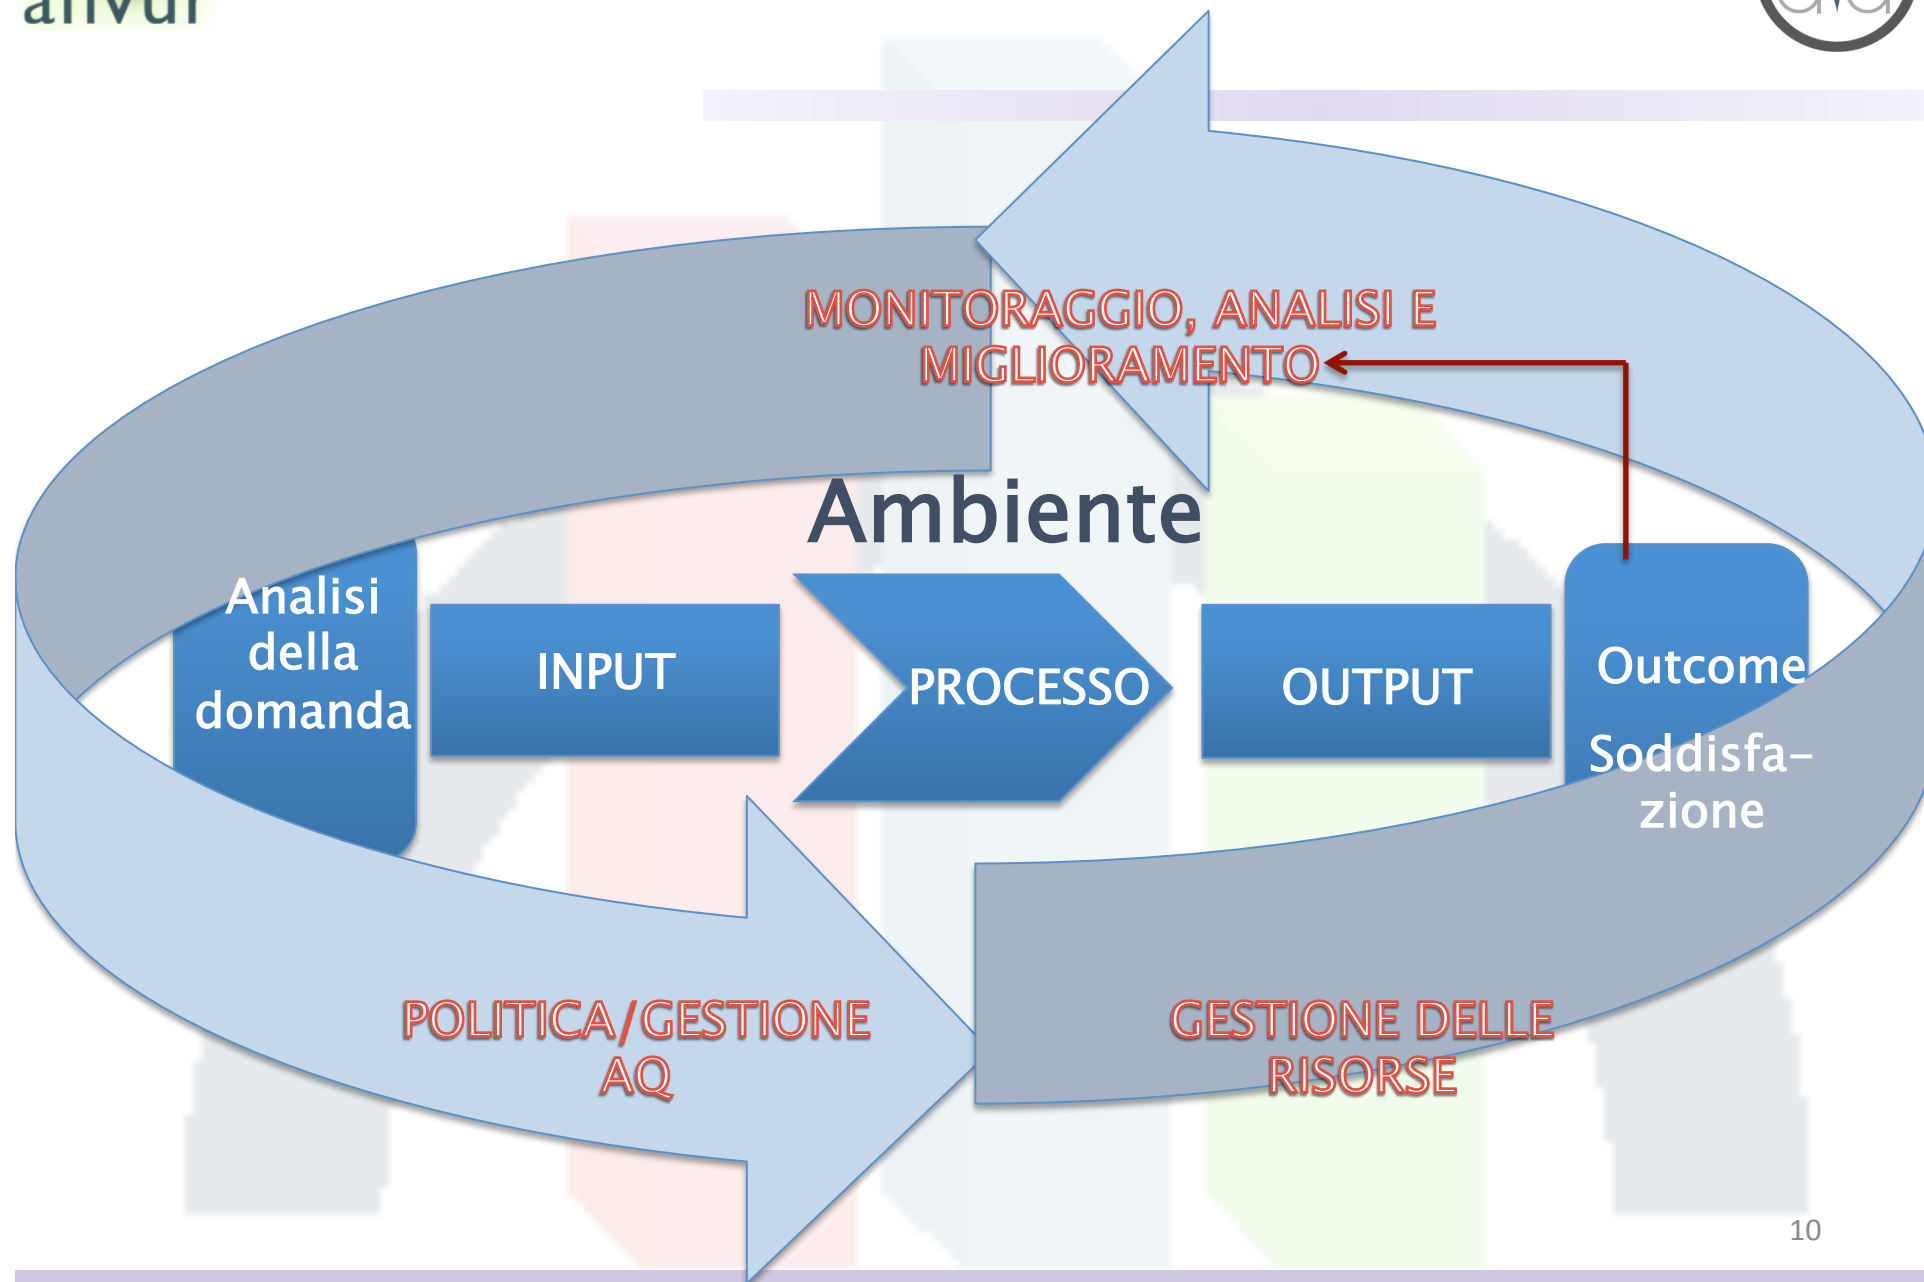 anvur
MONITORAGGIO, ANALISI E
MIGLIORAMENTO
Ambiente
Analisi
della
domanda
INPUT
PROCESSO
OUTPUT
Outcome
Soddisfa-
zione
POLITICA/GESTIONE
AQ
GESTIONE DELLE
RISORSE
10